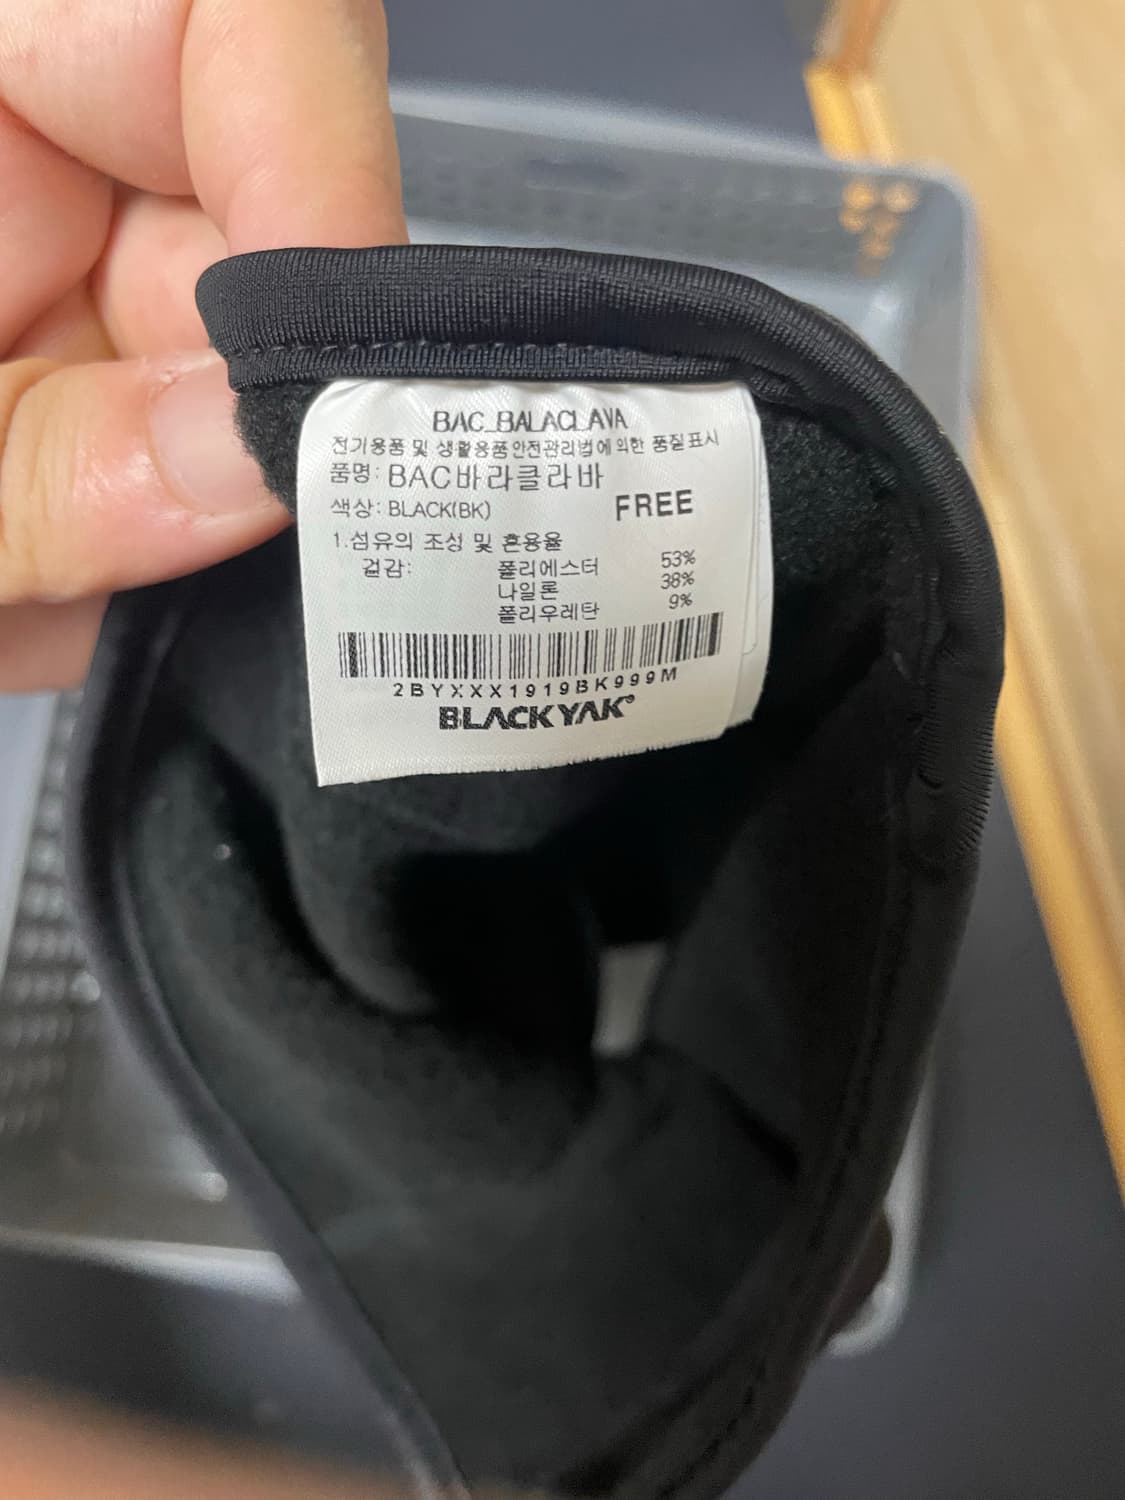 BAC_BALACLAVA
전기용품 및 생활용품안전관리법에 의한 품질표시
품명: BAC바라클라바
색상: BLACK(BK) FREE
1.섬유의 조성 및 혼용율
겉감: 폴리에스터 53%
나일론 38%
폴리우레탄 9%
2BYXXX1919BK999M
BLACKYAK®